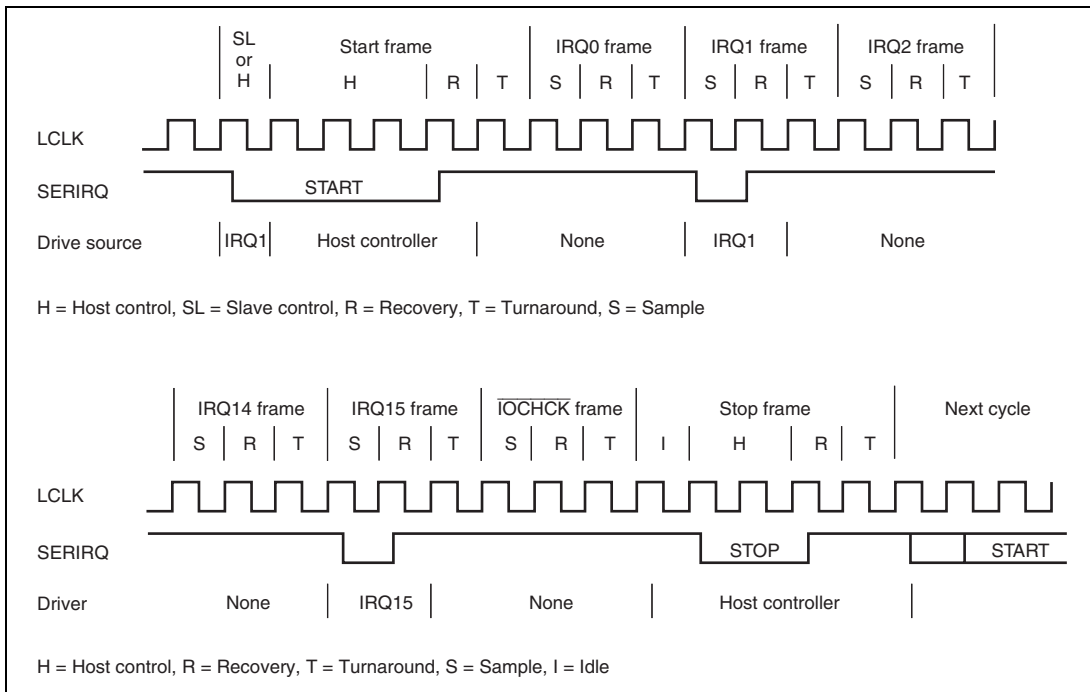 SL
or
H
Start frame
IRQ0 frame
IRQ1 frame
IRQ2 frame
H R T S R T S R T S R T
LCLK
SERIRQ
START
Drive source
IRQ1
Host controller
None
IRQ1
None
H = Host control, SL = Slave control, R = Recovery, T = Turnaround, S = Sample
IRQ14 frame
IRQ15 frame
IOCHCK frame
Stop frame
Next cycle
S R T S R T S R T I H R T
LCLK
SERIRQ
STOP
START
Driver
None
IRQ15
None
Host controller
H = Host control, R = Recovery, T = Turnaround, S = Sample, I = Idle